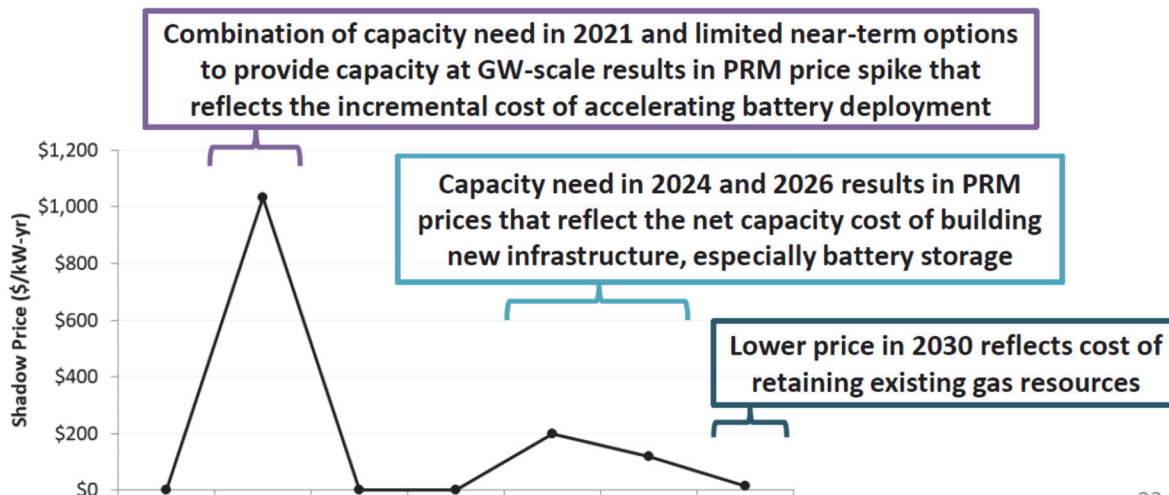 Combination of capacity need in 2021 and limited near-term options
to provide capacity at GW-scale results in PRM price spike that
reflects the incremental cost of accelerating battery deployment
Capacity need in 2024 and 2026 results in PRM
prices that reflect the net capacity cost of building
new infrastructure, especially battery storage
Lower price in 2030 reflects cost of
retaining existing gas resources
Shadow Price ($/kW-yr)
$1,200
$1,000
$800
$600
$400
$200
$0